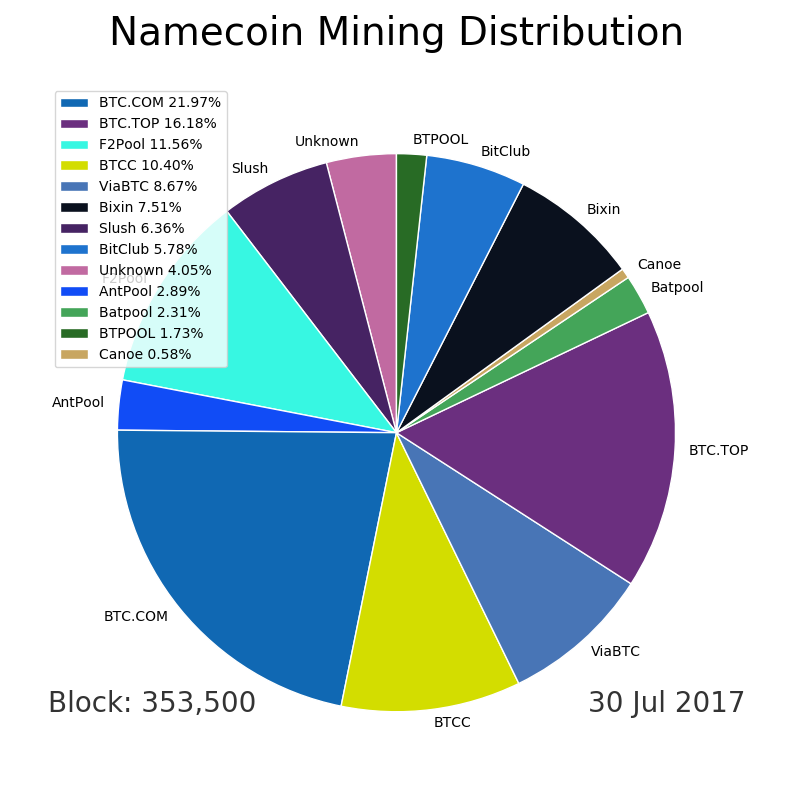 Namecoin Mining Distribution
BTC.COM 21.97%
BTC.TOP 16.18%
F2Pool 11.56%
BTCC 10.40%
ViaBTC 8.67%
Bixin 7.51%
Slush 6.36%
BitClub 5.78%
Unknown 4.05%
AntPool 2.89%
Batpool 2.31%
BTPOOL 1.73%
Canoe 0.58%
BTPOOL
BitClub
Bixin
Canoe
Batpool
BTC.TOP
ViaBTC
BTCC
BTC.COM
AntPool
F2Pool
Slush
Unknown
Block: 353,500
30 Jul 2017